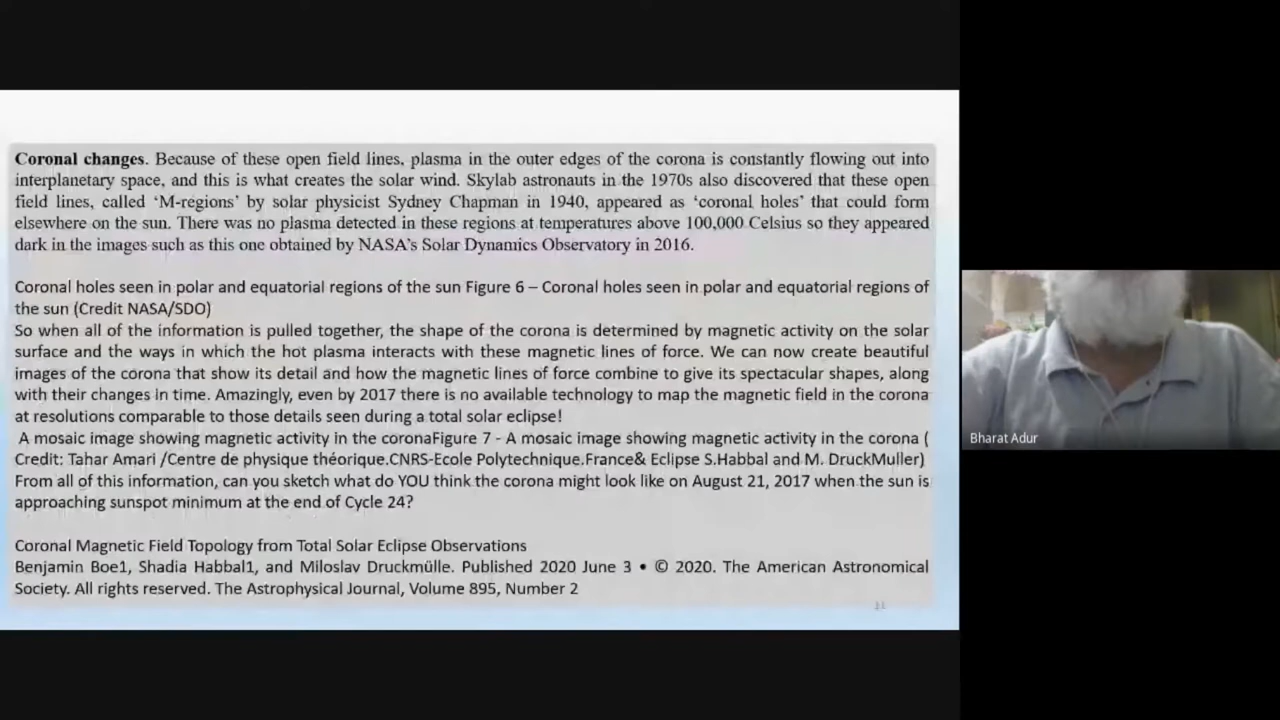 Coronal changes. Because of these open field lines, plasma in the outer edges of the corona is constantly flowing out into
interplanetary space, and this is what creates the solar wind. Skylab astronauts in the 1970s also discovered that these open
field lines, called ‘M-regions’ by solar physicist Sydney Chapman in 1940, appeared as ‘coronal holes’ that could form
elsewhere on the sun. There was no plasma detected in these regions at temperatures above 100,000 Celsius so they appeared
dark in the images such as this one obtained by NASA’s Solar Dynamics Observatory in 2016.
Coronal holes seen in polar and equatorial regions of the sun Figure 6 – Coronal holes seen in polar and equatorial regions of
the sun (Credit NASA/SDO)
So when all of the information is pulled together, the shape of the corona is determined by magnetic activity on the solar
surface and the ways in which the hot plasma interacts with these magnetic lines of force. We can now create beautiful
images of the corona that show its detail and how the magnetic lines of force combine to give its spectacular shapes, along
with their changes in time. Amazingly, even by 2017 there is no available technology to map the magnetic field in the corona
at resolutions comparable to those details seen during a total solar eclipse!
A mosaic image showing magnetic activity in the coronaFigure 7 - A mosaic image showing magnetic activity in the corona (
Credit: Tahar Amari /Centre de physique théorique.CNRS-Ecole Polytechnique.France& Eclipse S.Habbal and M. DruckMuller)
From all of this information, can you sketch what do YOU think the corona might look like on August 21, 2017 when the sun is
approaching sunspot minimum at the end of Cycle 24?
Coronal Magnetic Field Topology from Total Solar Eclipse Observations
Benjamin Boe1, Shadia Habbal1, and Miloslav Druckmülle. Published 2020 June 3 • © 2020. The American Astronomical
Society. All rights reserved. The Astrophysical Journal, Volume 895, Number 2
Bharat Adur